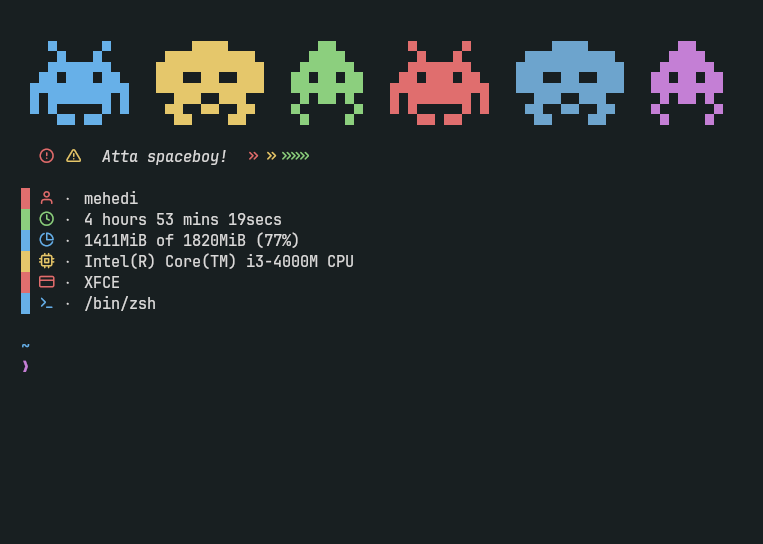 Atta spaceboy!
· mehedi
· 4 hours 53 mins 19secs
· 1411MiB of 1820MiB (77%)
· Intel(R) Core(TM) i3-4000M CPU
· XFCE
· /bin/zsh
~
❯